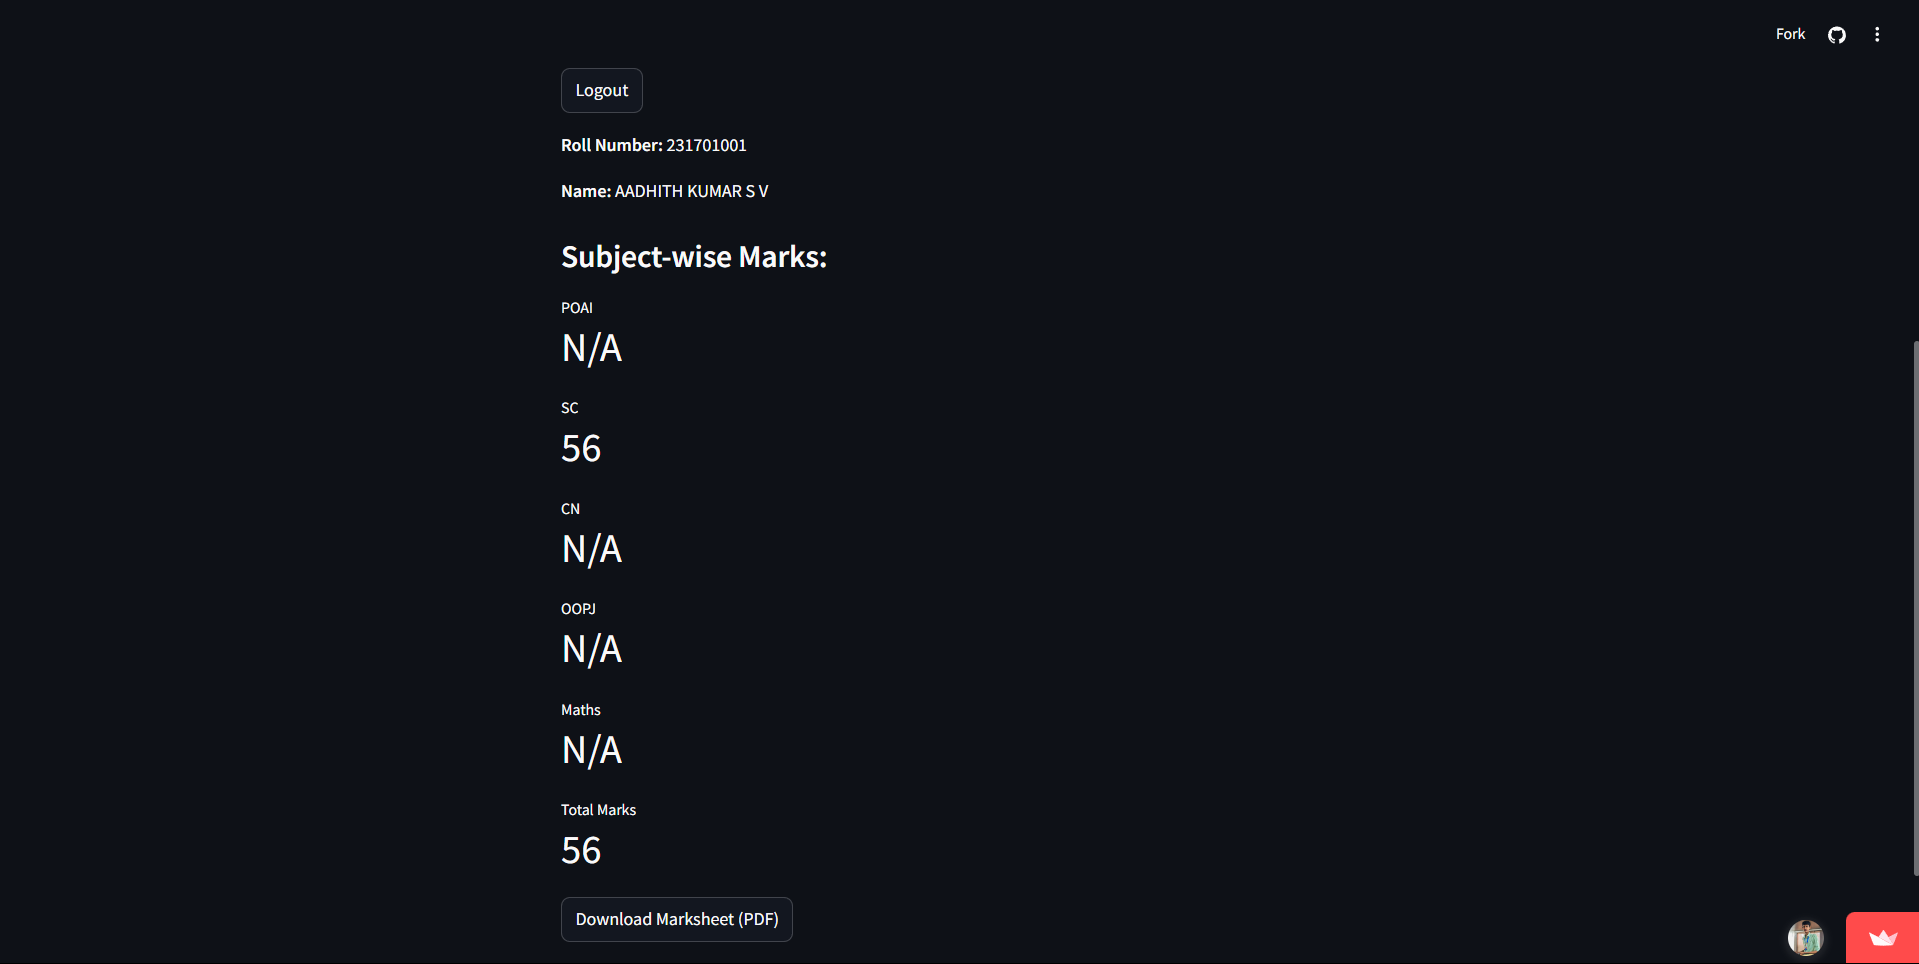 Fork
Logout
Roll Number: 231701001
Name: AADHITH KUMAR S V
Subject-wise Marks:
POAI
N/A
SC
56
CN
N/A
OOPJ
N/A
Maths
N/A
Total Marks
56
Download Marksheet (PDF)